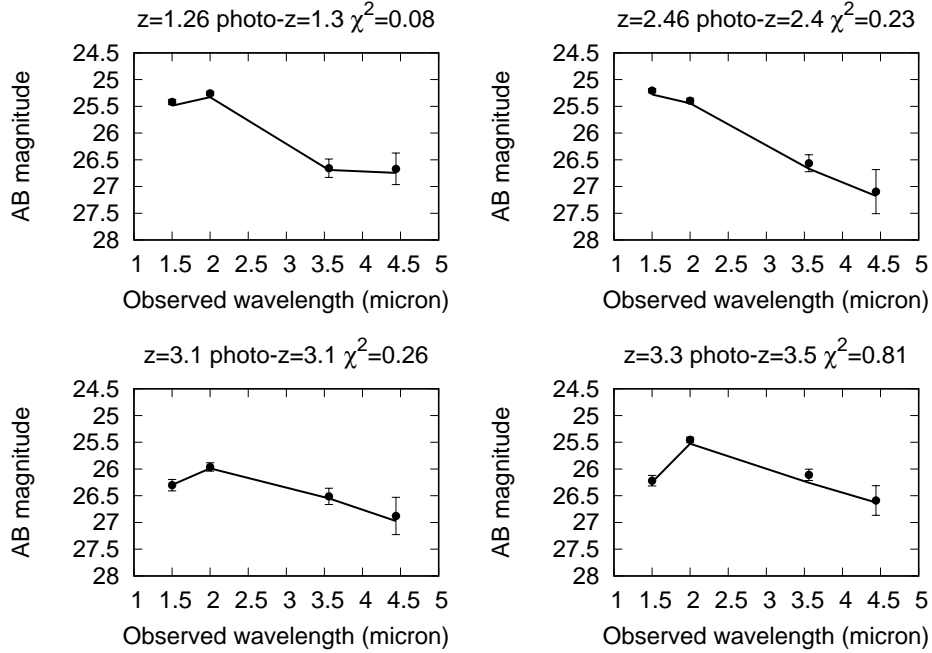 z=1.26 photo-z=1.3 χ²=0.08
24.5
25
25.5
26
26.5
27
27.5
28
AB magnitude
1 1.5 2 2.5 3 3.5 4 4.5 5
Observed wavelength (micron)
z=2.46 photo-z=2.4 χ²=0.23
24.5
25
25.5
26
26.5
27
27.5
28
AB magnitude
1 1.5 2 2.5 3 3.5 4 4.5 5
Observed wavelength (micron)
z=3.1 photo-z=3.1 χ²=0.26
24.5
25
25.5
26
26.5
27
27.5
28
AB magnitude
1 1.5 2 2.5 3 3.5 4 4.5 5
Observed wavelength (micron)
z=3.3 photo-z=3.5 χ²=0.81
24.5
25
25.5
26
26.5
27
27.5
28
AB magnitude
1 1.5 2 2.5 3 3.5 4 4.5 5
Observed wavelength (micron)